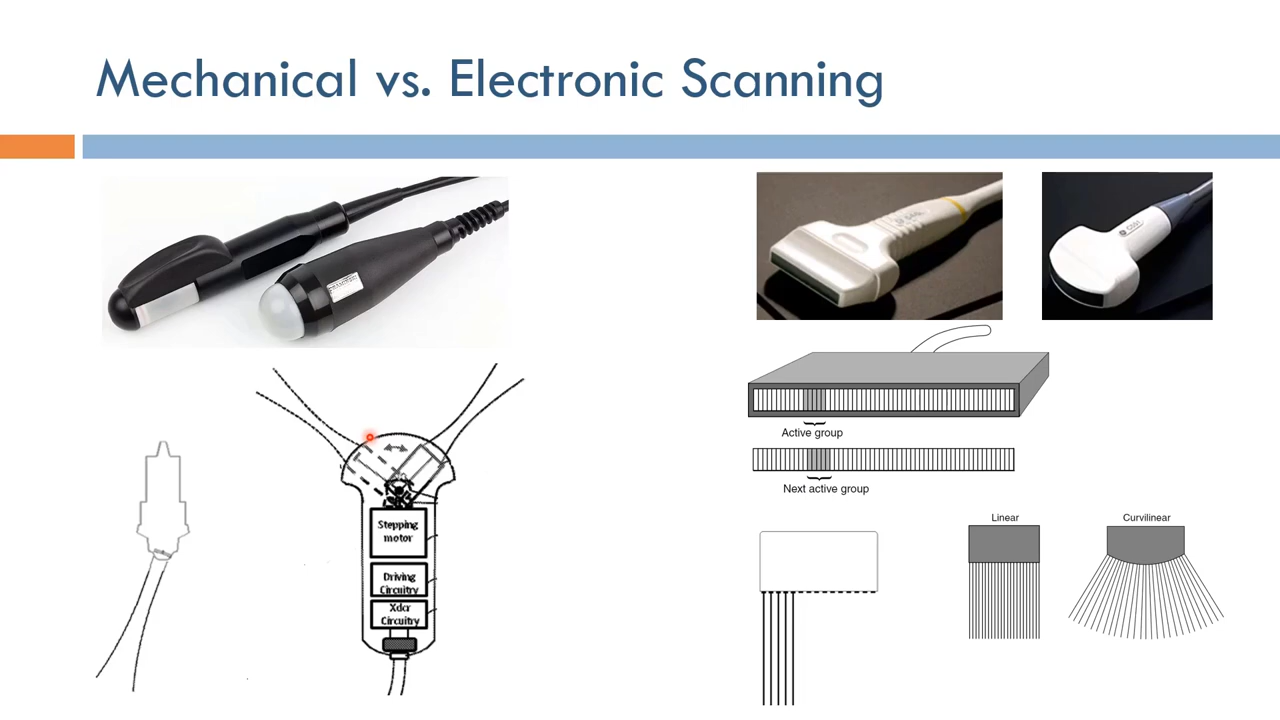 Mechanical vs. Electronic Scanning
Active group
Next active group
Stepping
motor
Driving
Circuitry
Xdcr
Circuitry
Linear
Curvilinear